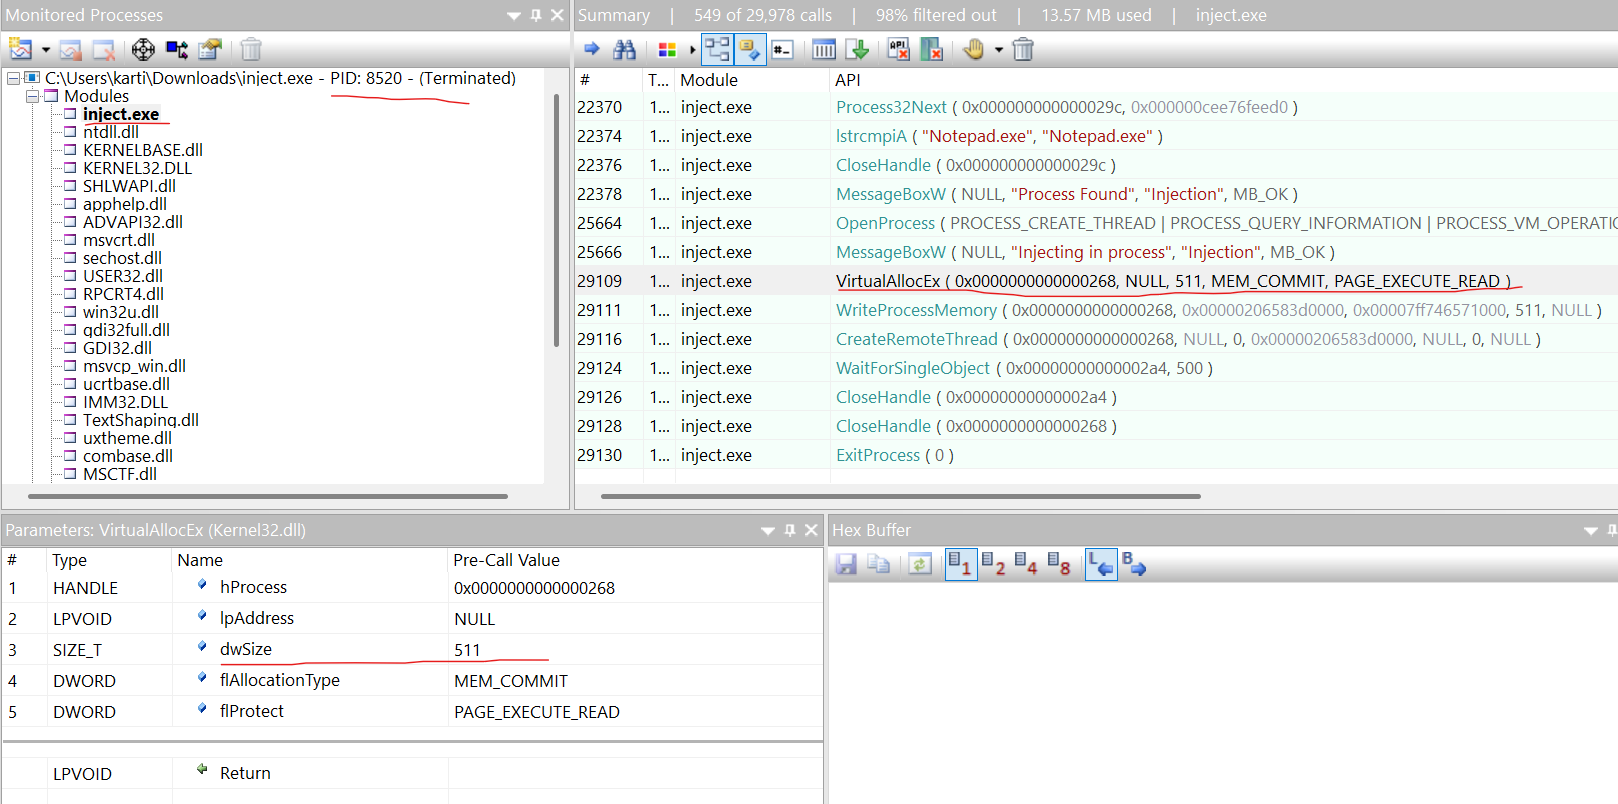 Monitored Processes
C:\Users\karti\Downloads\inject.exe - PID: 8520 - (Terminated)
Modules
inject.exe
ntdll.dll
KERNELBASE.dll
KERNEL32.DLL
SHLWAPI.dll
apphelp.dll
ADVAPI32.dll
msvcrt.dll
sechost.dll
USER32.dll
RPCRT4.dll
win32u.dll
gdi32full.dll
GDI32.dll
msvcp_win.dll
ucrtbase.dll
IMM32.DLL
TextShaping.dll
uxtheme.dll
combase.dll
MSCTF.dll
Summary | 549 of 29,978 calls | 98% filtered out | 13.57 MB used | inject.exe
# T... Module API
22370 1... inject.exe Process32Next ( 0x000000000000029c, 0x000000cee76feed0 )
22374 1... inject.exe lstrcmpiA ( "Notepad.exe", "Notepad.exe" )
22376 1... inject.exe CloseHandle ( 0x000000000000029c )
22378 1... inject.exe MessageBoxW ( NULL, "Process Found", "Injection", MB_OK )
25664 1... inject.exe OpenProcess ( PROCESS_CREATE_THREAD | PROCESS_QUERY_INFORMATION | PROCESS_VM_OPERATIO
25666 1... inject.exe MessageBoxW ( NULL, "Injecting in process", "Injection", MB_OK )
29109 1... inject.exe VirtualAllocEx ( 0x0000000000000268, NULL, 511, MEM_COMMIT, PAGE_EXECUTE_READ )
29111 1... inject.exe WriteProcessMemory ( 0x0000000000000268, 0x00000206583d0000, 0x00007ff746571000, 511, NULL )
29116 1... inject.exe CreateRemoteThread ( 0x0000000000000268, NULL, 0, 0x00000206583d0000, NULL, 0, NULL )
29124 1... inject.exe WaitForSingleObject ( 0x00000000000002a4, 500 )
29126 1... inject.exe CloseHandle ( 0x00000000000002a4 )
29128 1... inject.exe CloseHandle ( 0x0000000000000268 )
29130 1... inject.exe ExitProcess ( 0 )
Parameters: VirtualAllocEx (Kernel32.dll)
# Type Name Pre-Call Value
1 HANDLE hProcess 0x0000000000000268
2 LPVOID lpAddress NULL
3 SIZE_T dwSize 511
4 DWORD flAllocationType MEM_COMMIT
5 DWORD flProtect PAGE_EXECUTE_READ
LPVOID Return
Hex Buffer
1 2 4 8 L B